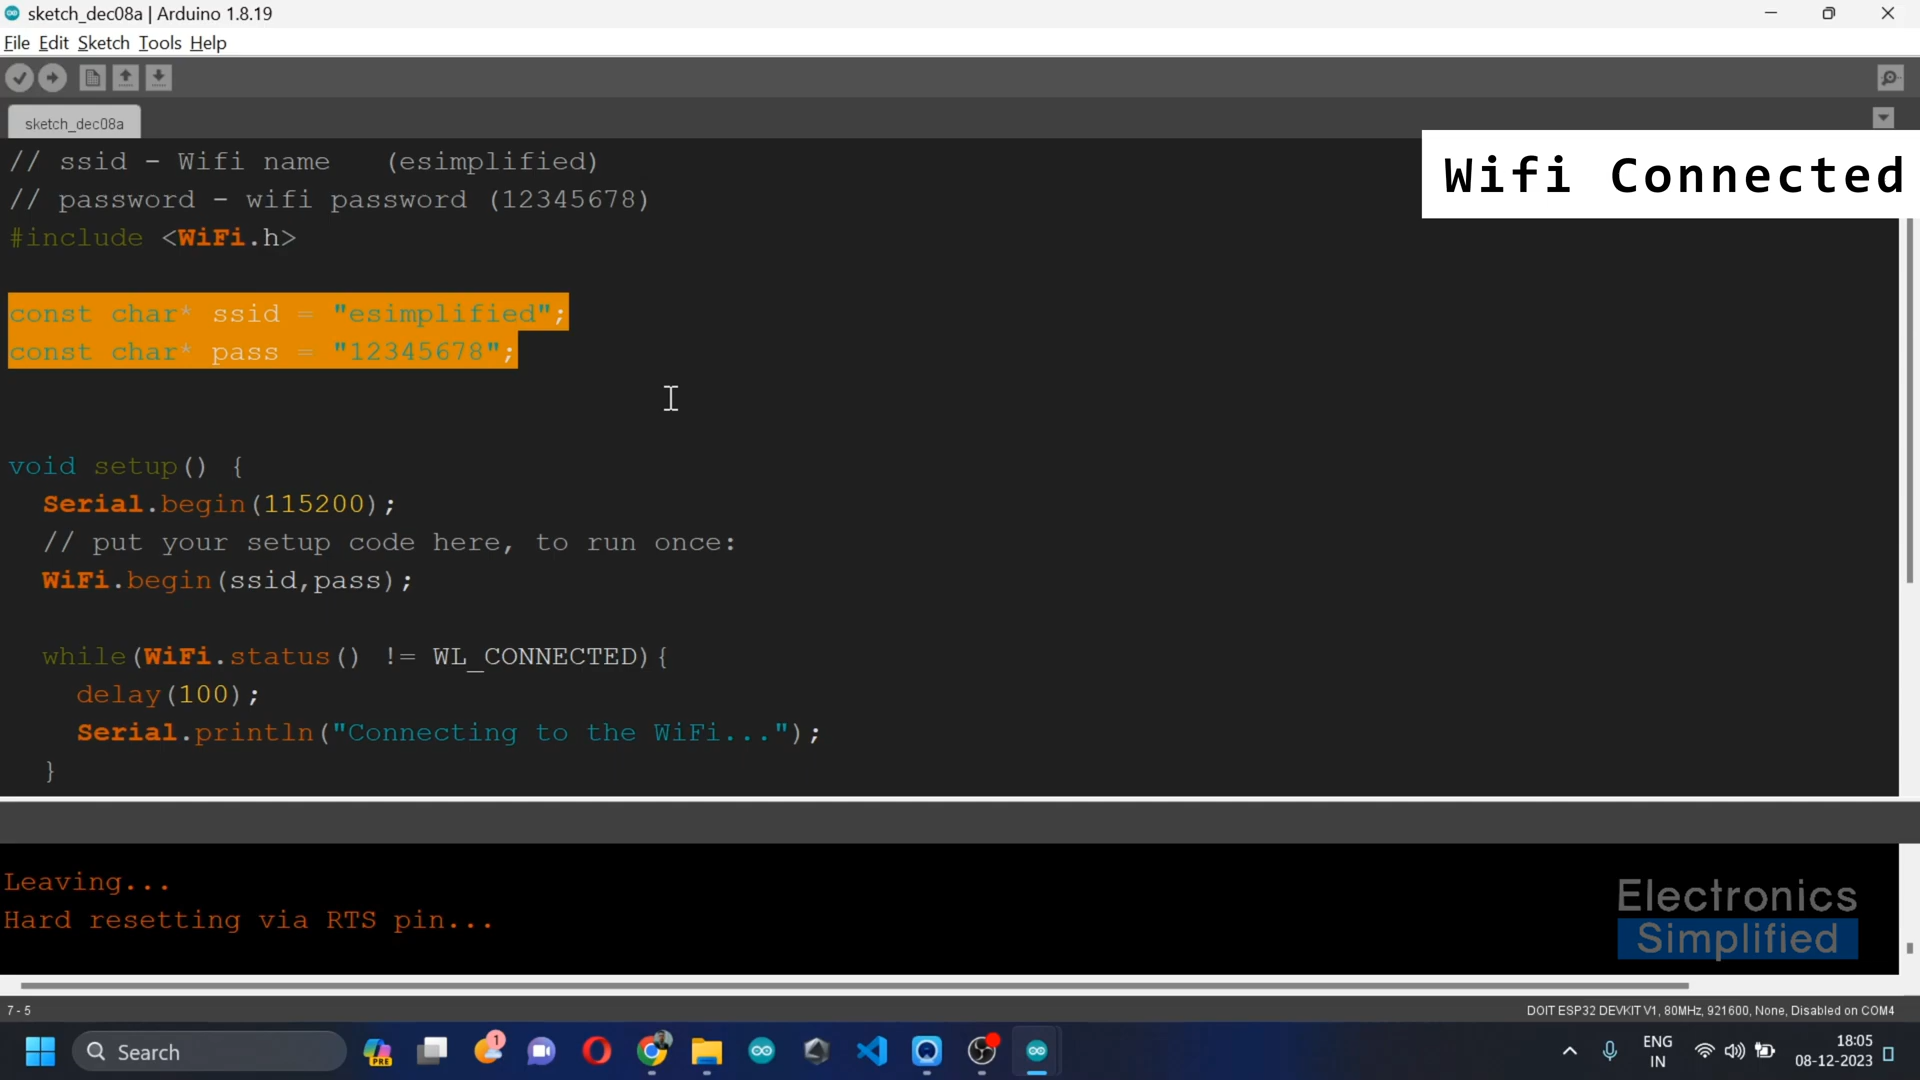 sketch_dec08a | Arduino 1.8.19
File Edit Sketch Tools Help
sketch_dec08a
Wifi Connected
// ssid - Wifi name   (esimplified)
// password - wifi password (12345678)
#include <WiFi.h>
const char* ssid = "esimplified";
const char* pass = "12345678";
void setup() {
Serial.begin(115200);
// put your setup code here, to run once:
WiFi.begin(ssid,pass);
while(WiFi.status() != WL_CONNECTED){
delay(100);
Serial.println("Connecting to the WiFi...");
}
Leaving...
Hard resetting via RTS pin...
Electronics
Simplified
7 - 5
DOIT ESP32 DEVKIT V1, 80MHz, 921600, None, Disabled on COM4
Search
PRE
1
ENG
IN
18:05
08-12-2023